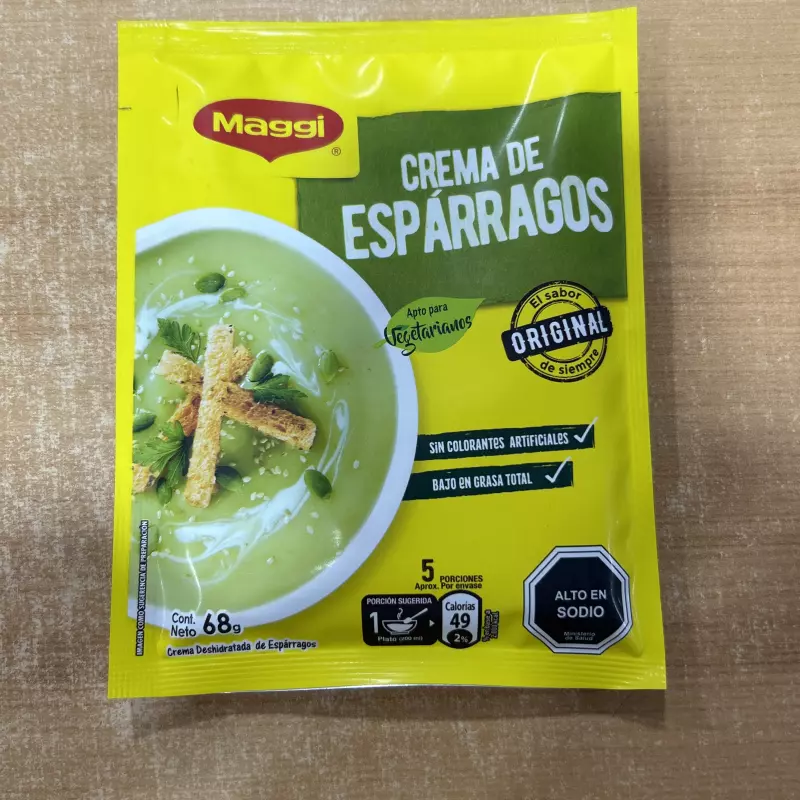 Maggi
®
CREMA DE
ESPÁRRAGOS
Apto para
Vegetarianos
El sabor
ORIGINAL
de siempre
SIN COLORANTES ARTIFICIALES
BAJO EN GRASA TOTAL
5 PORCIONES
Aprox. Por envase
PORCIÓN SUGERIDA
1
Plato (200 ml)
Calorías
49
2%
ALTO EN
SODIO
Ministerio
de Salud
Cont.
Neto 68g
Crema Deshidratada de Espárragos
IMAGEN COMO SUGERENCIA DE PREPARACIÓN